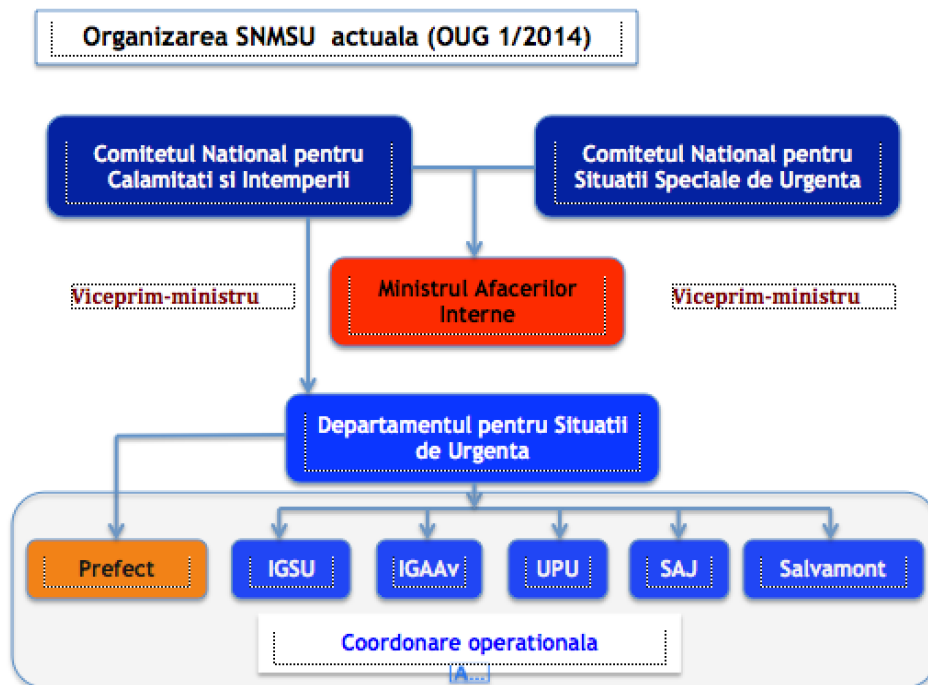 Organizarea SNMSU actuala (OUG 1/2014)
Comitetul National pentru
Calamitati si Intemperii
Comitetul National pentru
Situatii Speciale de Urgenta
Viceprim-ministru
Ministrul Afacerilor
Interne
Viceprim-ministru
Departamentul pentru Situatii
de Urgenta
Prefect
IGSU
IGAAv
UPU
SAJ
Salvamont
Coordonare operationala
A...